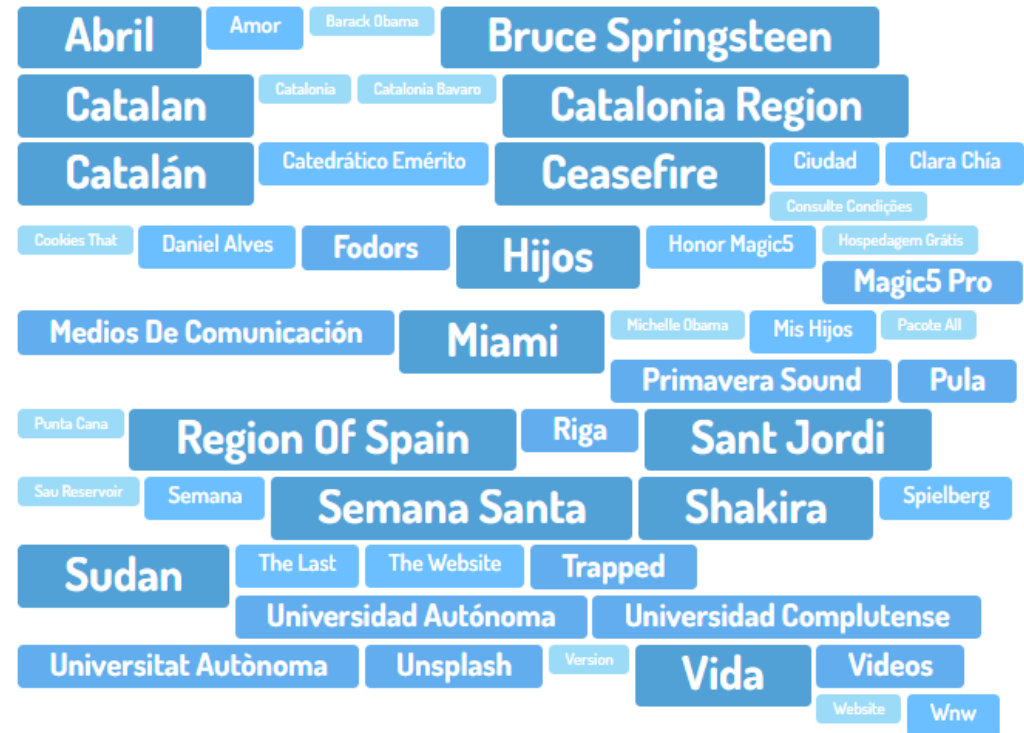 Abril Amor Barack Obama Bruce Springsteen
Catalan Catalonia Catalonia Bavaro Catalonia Region
Catalán Catedrático Emérito Ceasefire Ciudad Clara Chía
Consulte Condições
Cookies That Daniel Alves Fodors Hijos Honor Magic5 Hospedagem Grátis
Magic5 Pro
Medios De Comunicación Miami Michelle Obama Mis Hijos Pacote All
Primavera Sound Pula
Punta Cana Region Of Spain Riga Sant Jordi
Sau Reservoir Semana Semana Santa Shakira Spielberg
Sudan The Last The Website Trapped
Universidad Autónoma Universidad Complutense
Universitat Autònoma Unsplash Version Vida Videos
Website Wnw